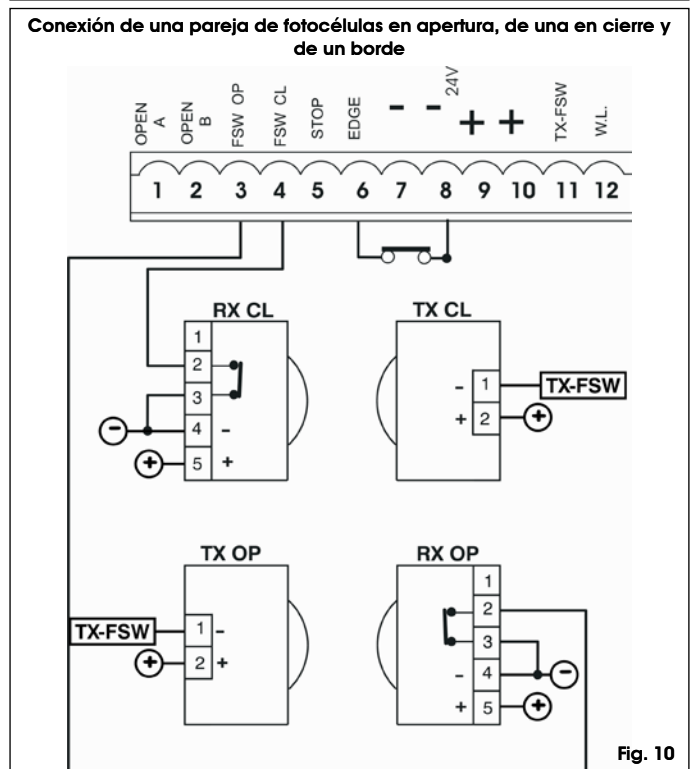 Conexión de una pareja de fotocélulas en apertura, de una en cierre y
de un borde
OPEN A
OPEN B
FSW OP
FSW CL
STOP
EDGE
- -
24V
+ +
TX-FSW
W.L.
1 2 3 4 5 6 7 8 9 10 11 12
RX CL
1
2
3
4 -
5 +
-
+
TX CL
- 1
+ 2
TX-FSW
+
TX OP
TX-FSW
+
1 -
2 +
RX OP
1
2
3
- 4
+ 5
-
+
Fig. 10